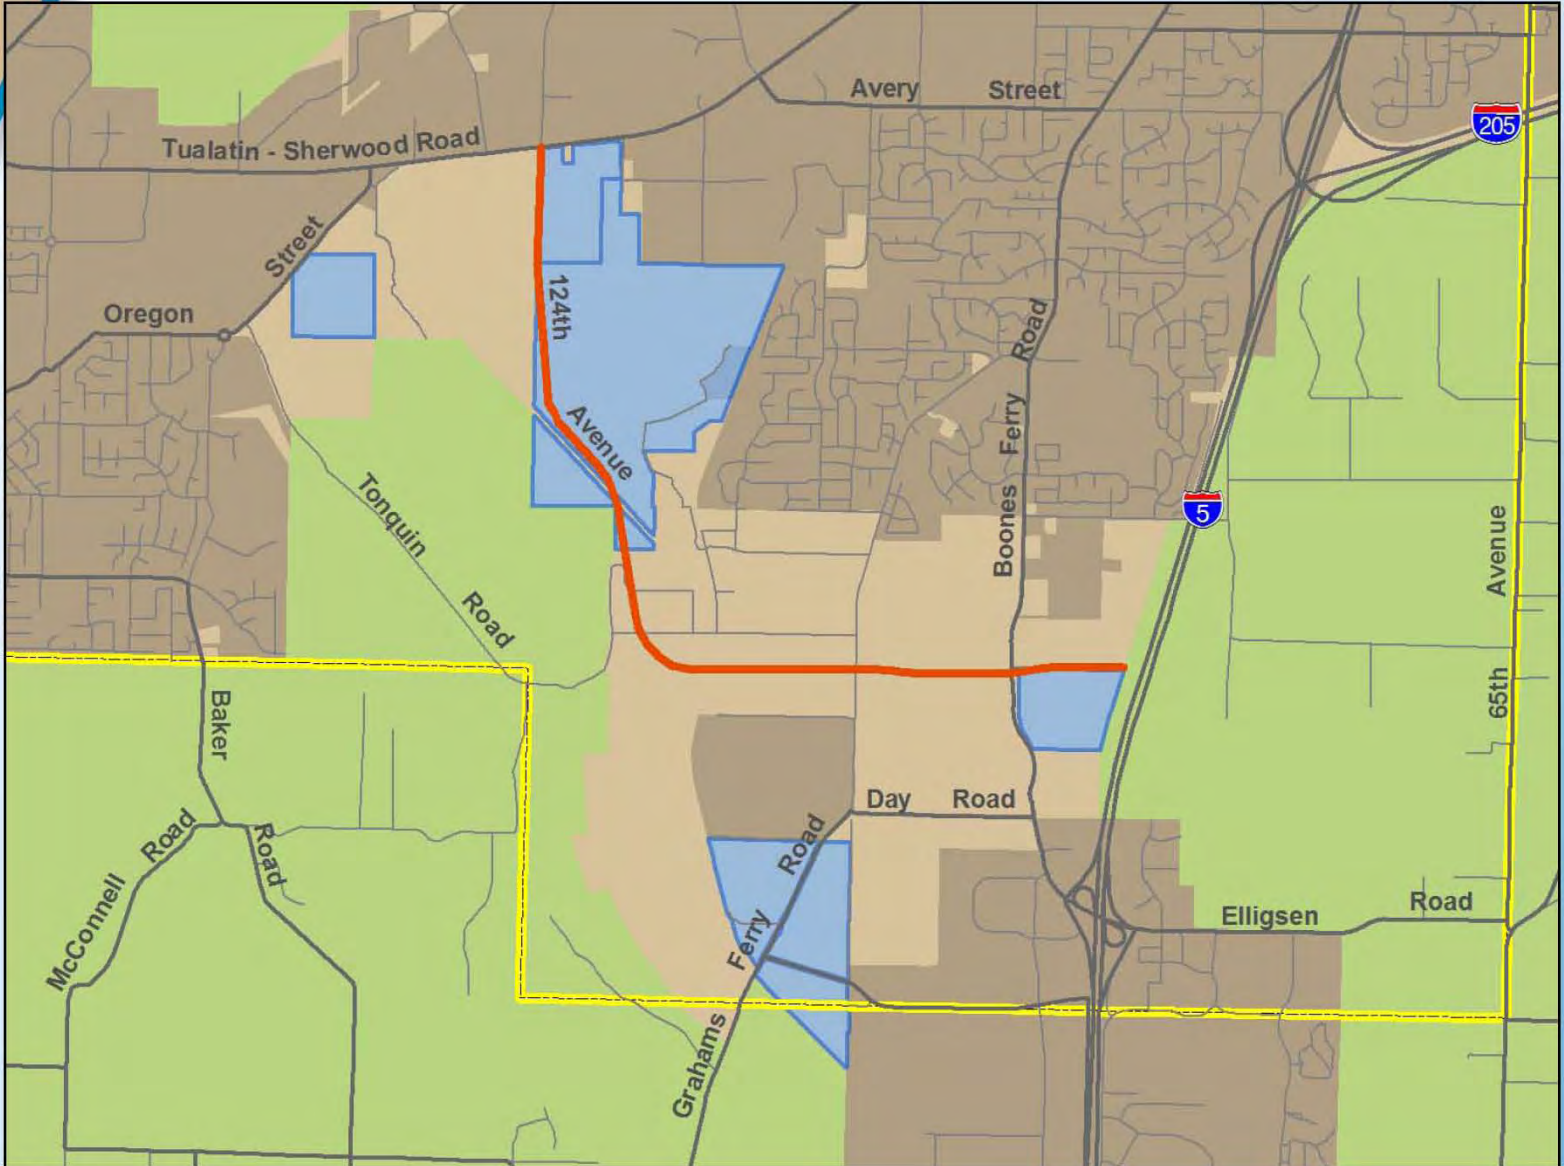 Avery Street
205
Tualatin - Sherwood Road
Oregon Street
124th Avenue
Boones Ferry Road
5
Tonquin Road
65th Avenue
Baker Road
McConnell Road
Day Road
Grahams Ferry Road
Elligsen Road